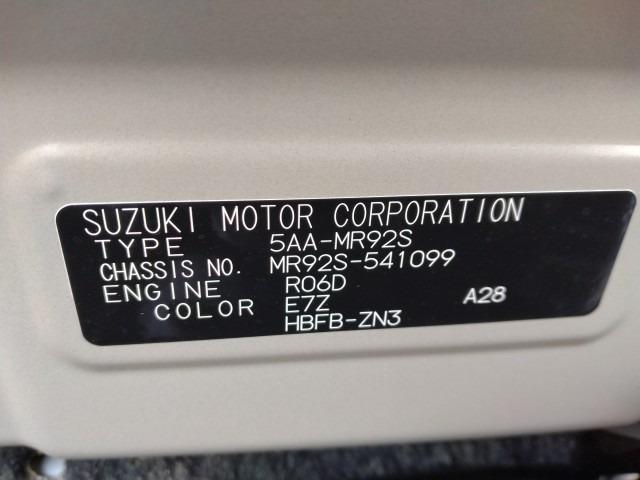 SUZUKI MOTOR CORPORATION
TYPE 5AA-MR92S
CHASSIS NO. MR92S-541099
ENGINE R06D
COLOR E7Z A28
HBFB-ZN3